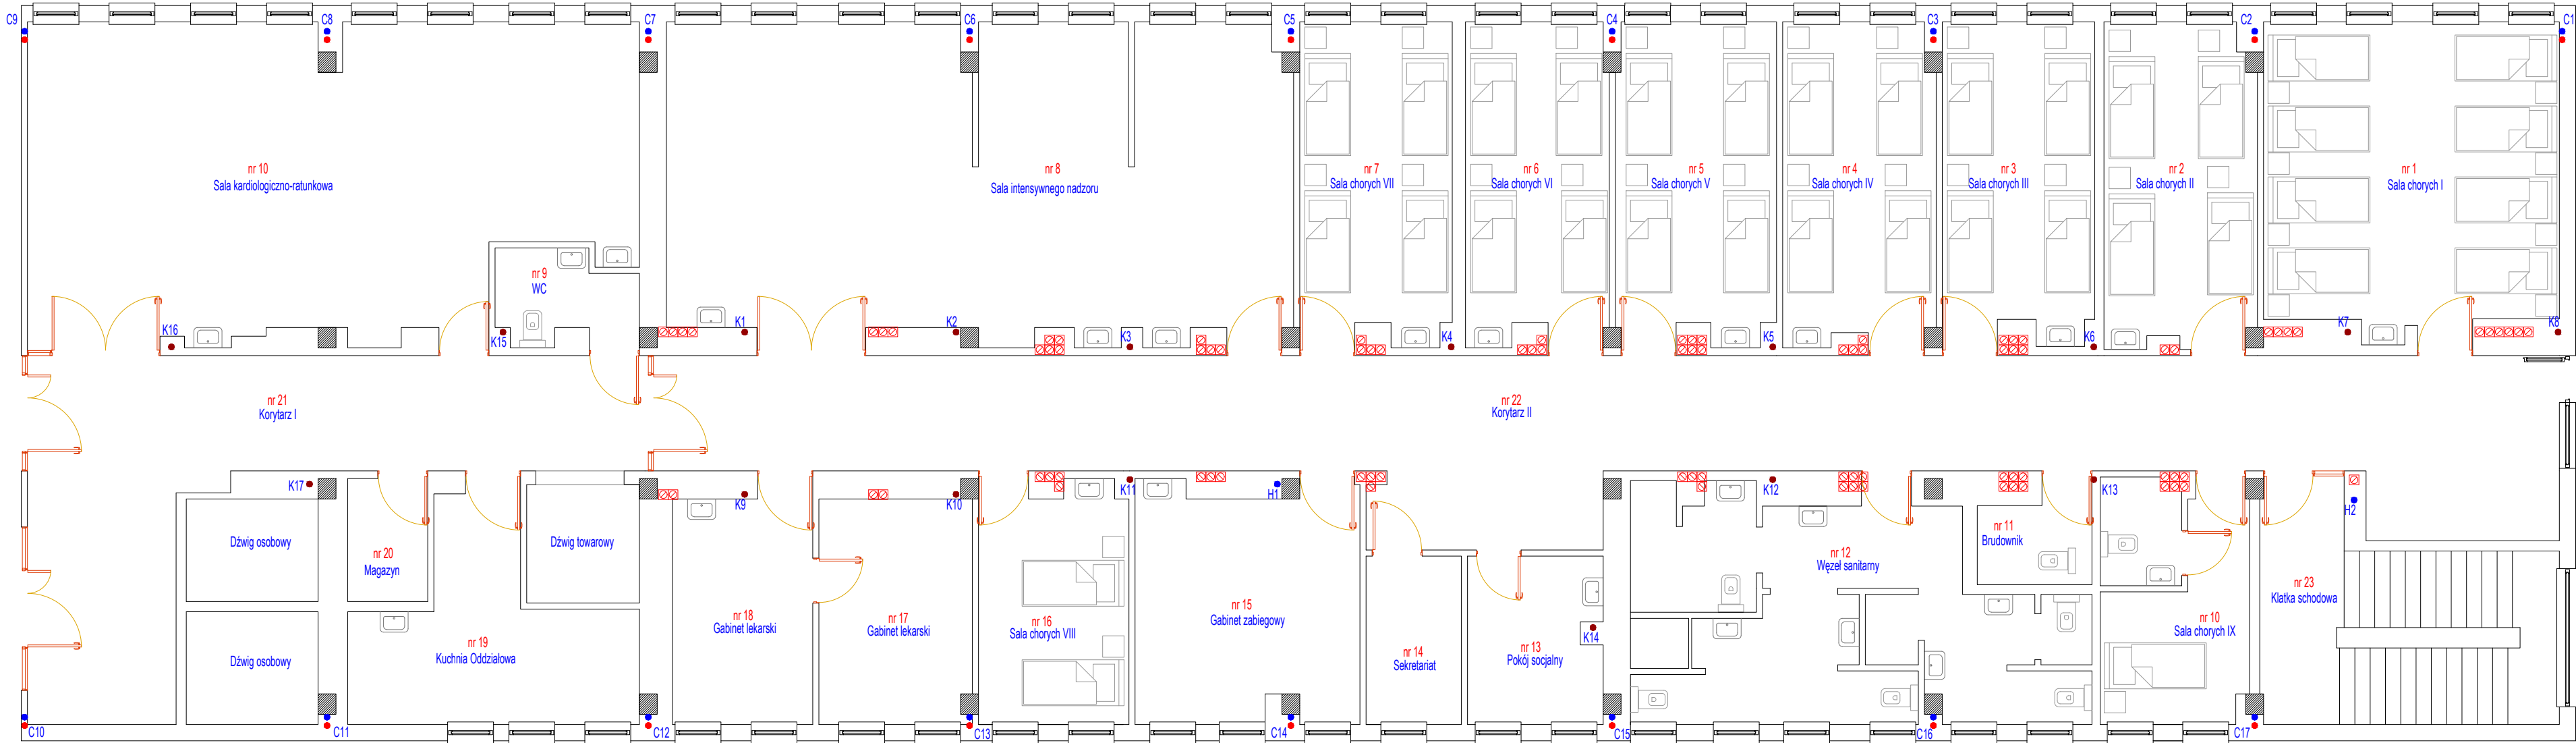 C9
C8
C7
C6
C5
C4
C3
C2
C1
nr 10
Sala kardiologiczno-ratunkowa
nr 8
Sala intensywnego nadzoru
nr 7
Sala chorych VII
nr 6
Sala chorych VI
nr 5
Sala chorych V
nr 4
Sala chorych IV
nr 3
Sala chorych III
nr 2
Sala chorych II
nr 1
Sala chorych I
nr 9
WC
K16
K15
K1
K2
K3
K4
K5
K6
K7
K8
nr 21
Korytarz I
nr 22
Korytarz II
K17
K9
K10
K11
H1
K12
K13
H2
Dźwig osobowy
nr 20
Magazyn
Dźwig towarowy
nr 12
Węzeł sanitarny
nr 11
Brudownik
nr 23
Klatka schodowa
nr 18
Gabinet lekarski
nr 17
Gabinet lekarski
nr 16
Sala chorych VIII
nr 15
Gabinet zabiegowy
K14
nr 10
Sala chorych IX
Dźwig osobowy
nr 19
Kuchnia Oddziałowa
nr 14
Sekretariat
nr 13
Pokój socjalny
C10
C11
C12
C13
C14
C15
C16
C17